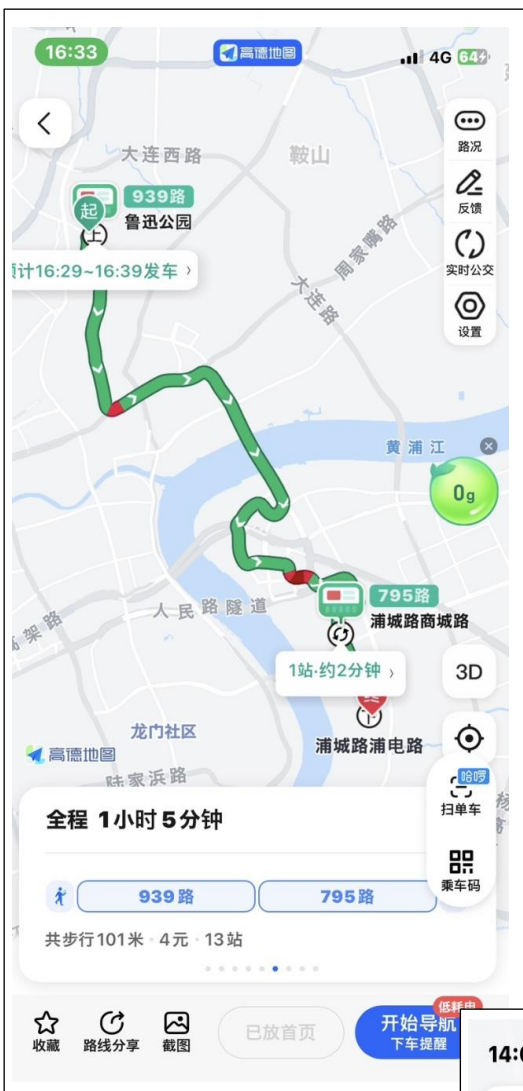 16:33
高德地图
4G 64
路况
反馈
实时公交
设置
大连西路
鞍山
周家嘴路
大连路
939路
起
上
鲁迅公园
计16:29~16:39发车
黄浦江
0g
人民路隧道
高架路
795路
浦城路商城路
1站·约2分钟
下
浦城路浦电路
3D
龙门社区
高德地图
陆家浜路
哈啰
扫单车
乘车码
全程 1小时5分钟
939路 795路
共步行101米·4元·13站
收藏
路线分享
截图
已放首页
低耗电
开始导航
下车提醒